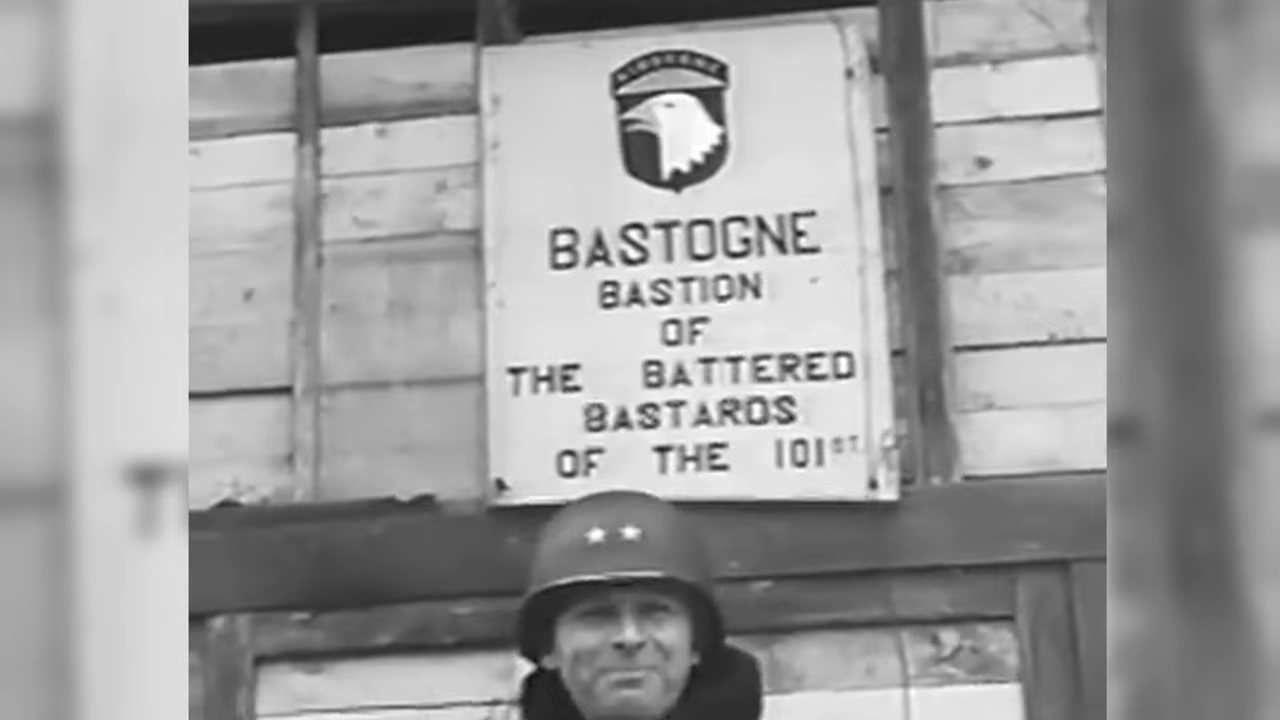 AIRBORNE
BASTOGNE
BASTION
OF
THE BATTERED
BASTARDS
OF THE 101ST